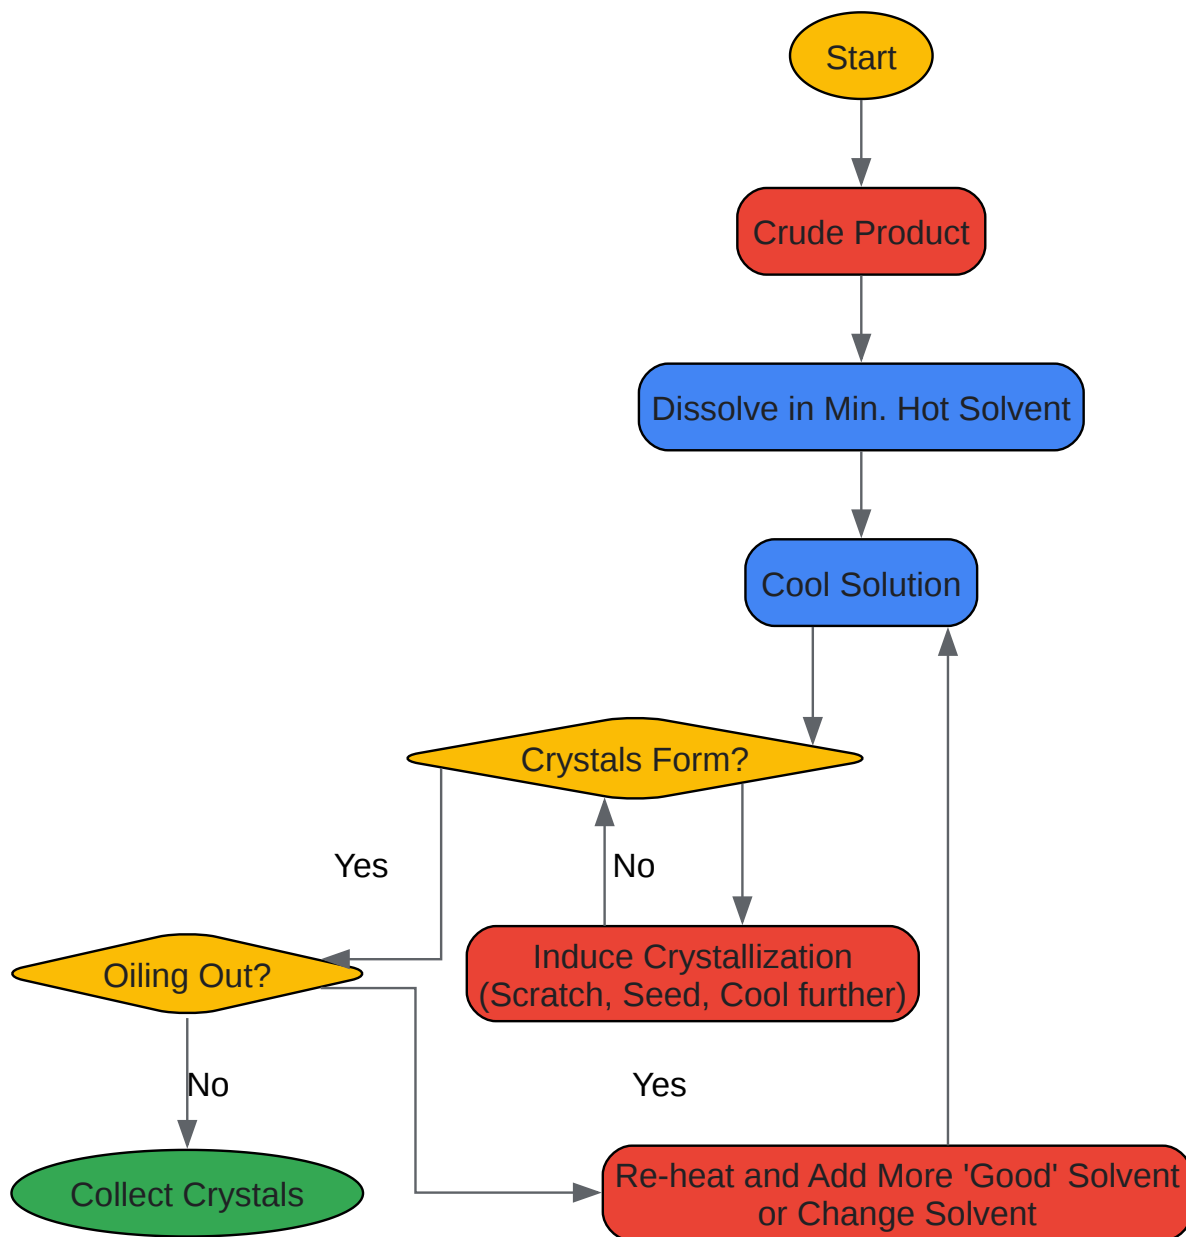 Start
Crude Product
Dissolve in Min. Hot Solvent
Cool Solution
Crystals Form?
Yes
No
Oiling Out?
Induce Crystallization
(Scratch, Seed, Cool further)
No
Yes
Collect Crystals
Re-heat and Add More 'Good' Solvent
or Change Solvent